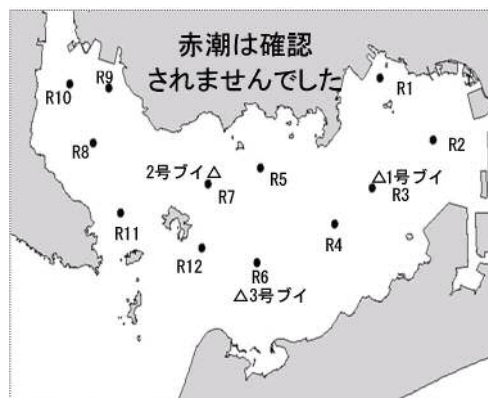 赤潮は確認
されませんでした
R9
R10
R1
R8
R2
2号ブイ△
R5
△1号ブイ
R7
R3
R11
R4
R12
R6
△3号ブイ